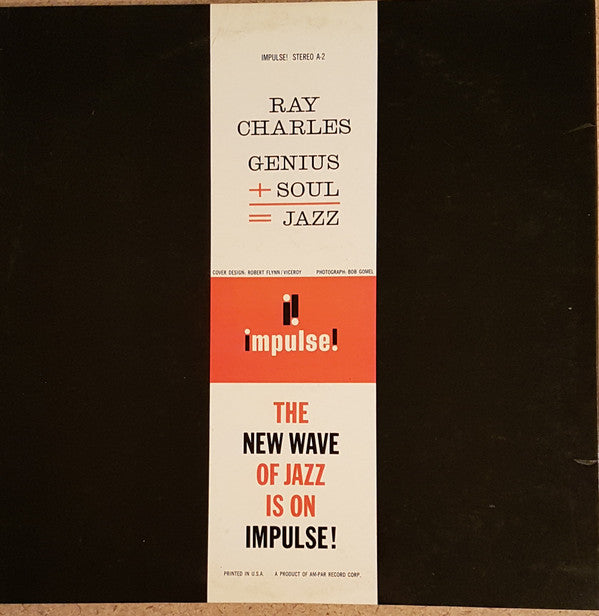 IMPULSE! STEREO A-2
RAY
CHARLES
GENIUS
+ SOUL
= JAZZ
COVER DESIGN: ROBERT FLYNN/VICEROY PHOTOGRAPH: BOB GOMEL
i!
impulse!
THE
NEW WAVE
OF JAZZ
IS ON
IMPULSE!
PRINTED IN U.S.A. A PRODUCT OF AM-PAR RECORD CORP.